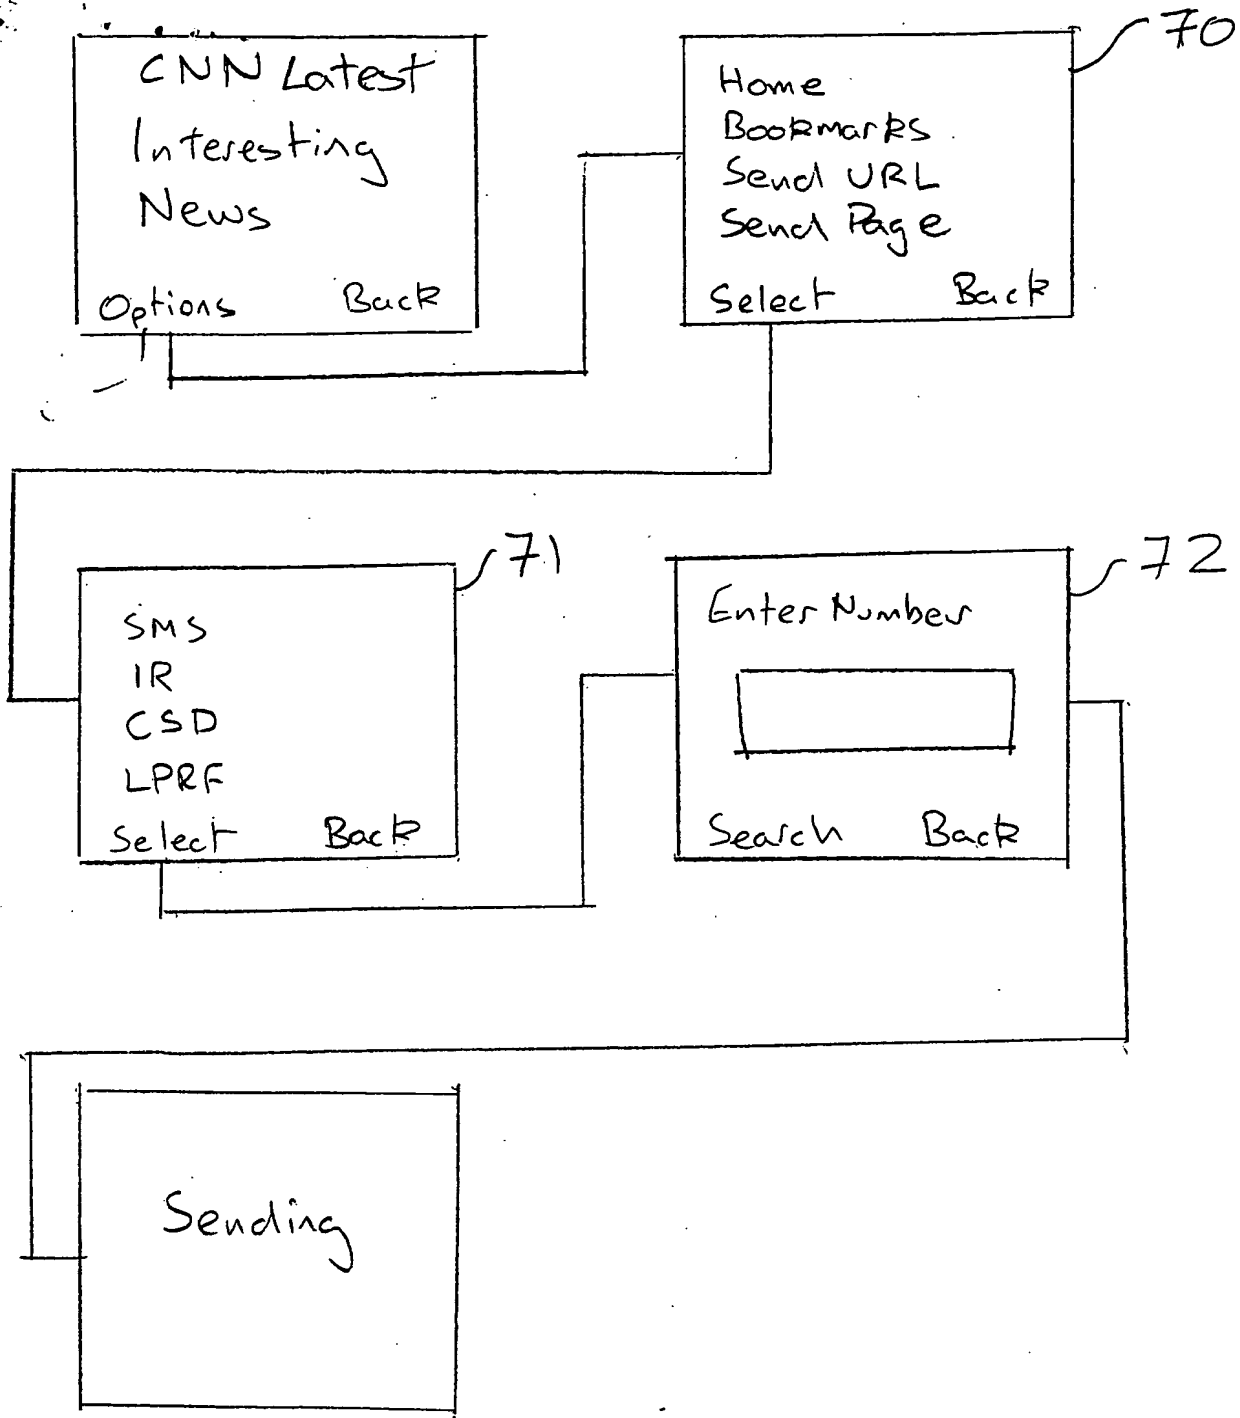 CNN Latest
Interesting
News
Options Back
70
Home
Bookmarks
Send URL
Send Page
Select Back
71
SMS
IR
CSD
LPRF
Select Back
72
Enter Number
Search Back
Sending